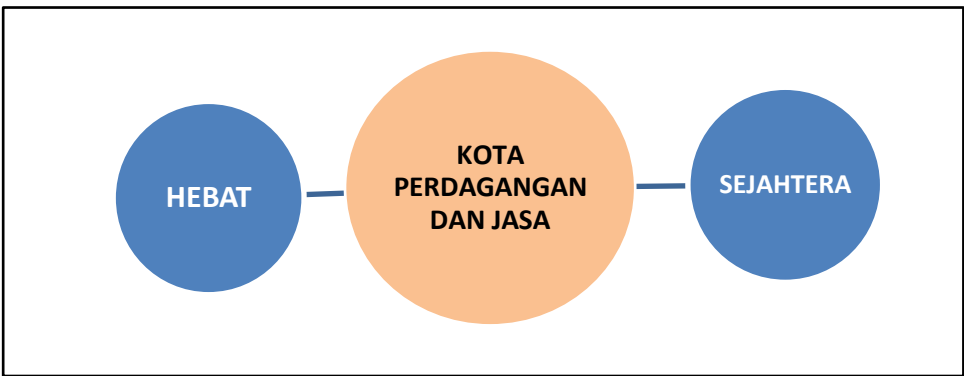 HEBAT
KOTA
PERDAGANGAN
DAN JASA
SEJAHTERA